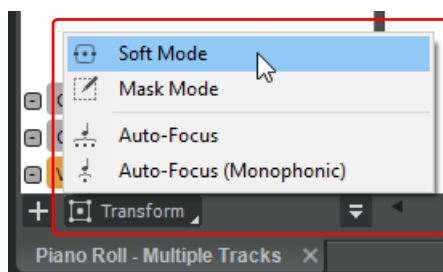 Soft Mode
Mask Mode
Auto-Focus
Auto-Focus (Monophonic)
Transform
Piano Roll - Multiple Tracks